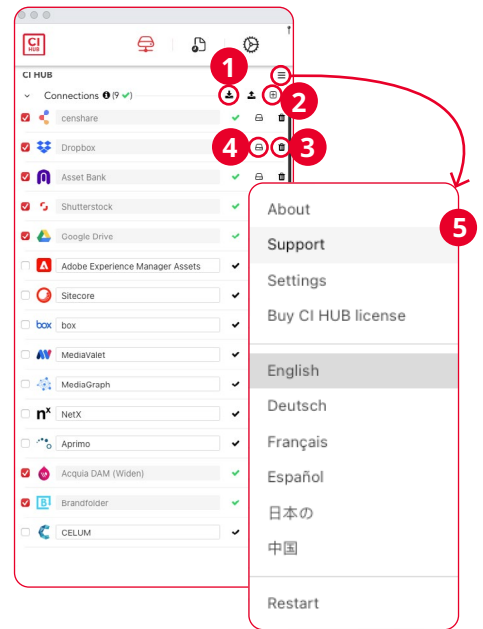 CI
HUB
CI HUB
1
Connections (9 ✓)
2
censhare
Dropbox
4
3
Asset Bank
Shutterstock
Google Drive
Adobe Experience Manager Assets
Sitecore
box box
MediaValet
MediaGraph
nx NetX
Aprimo
Acquia DAM (Widen)
B Brandfolder
CELUM
5
About
Support
Settings
Buy CI HUB license
English
Deutsch
Français
Español
日本の
中国
Restart